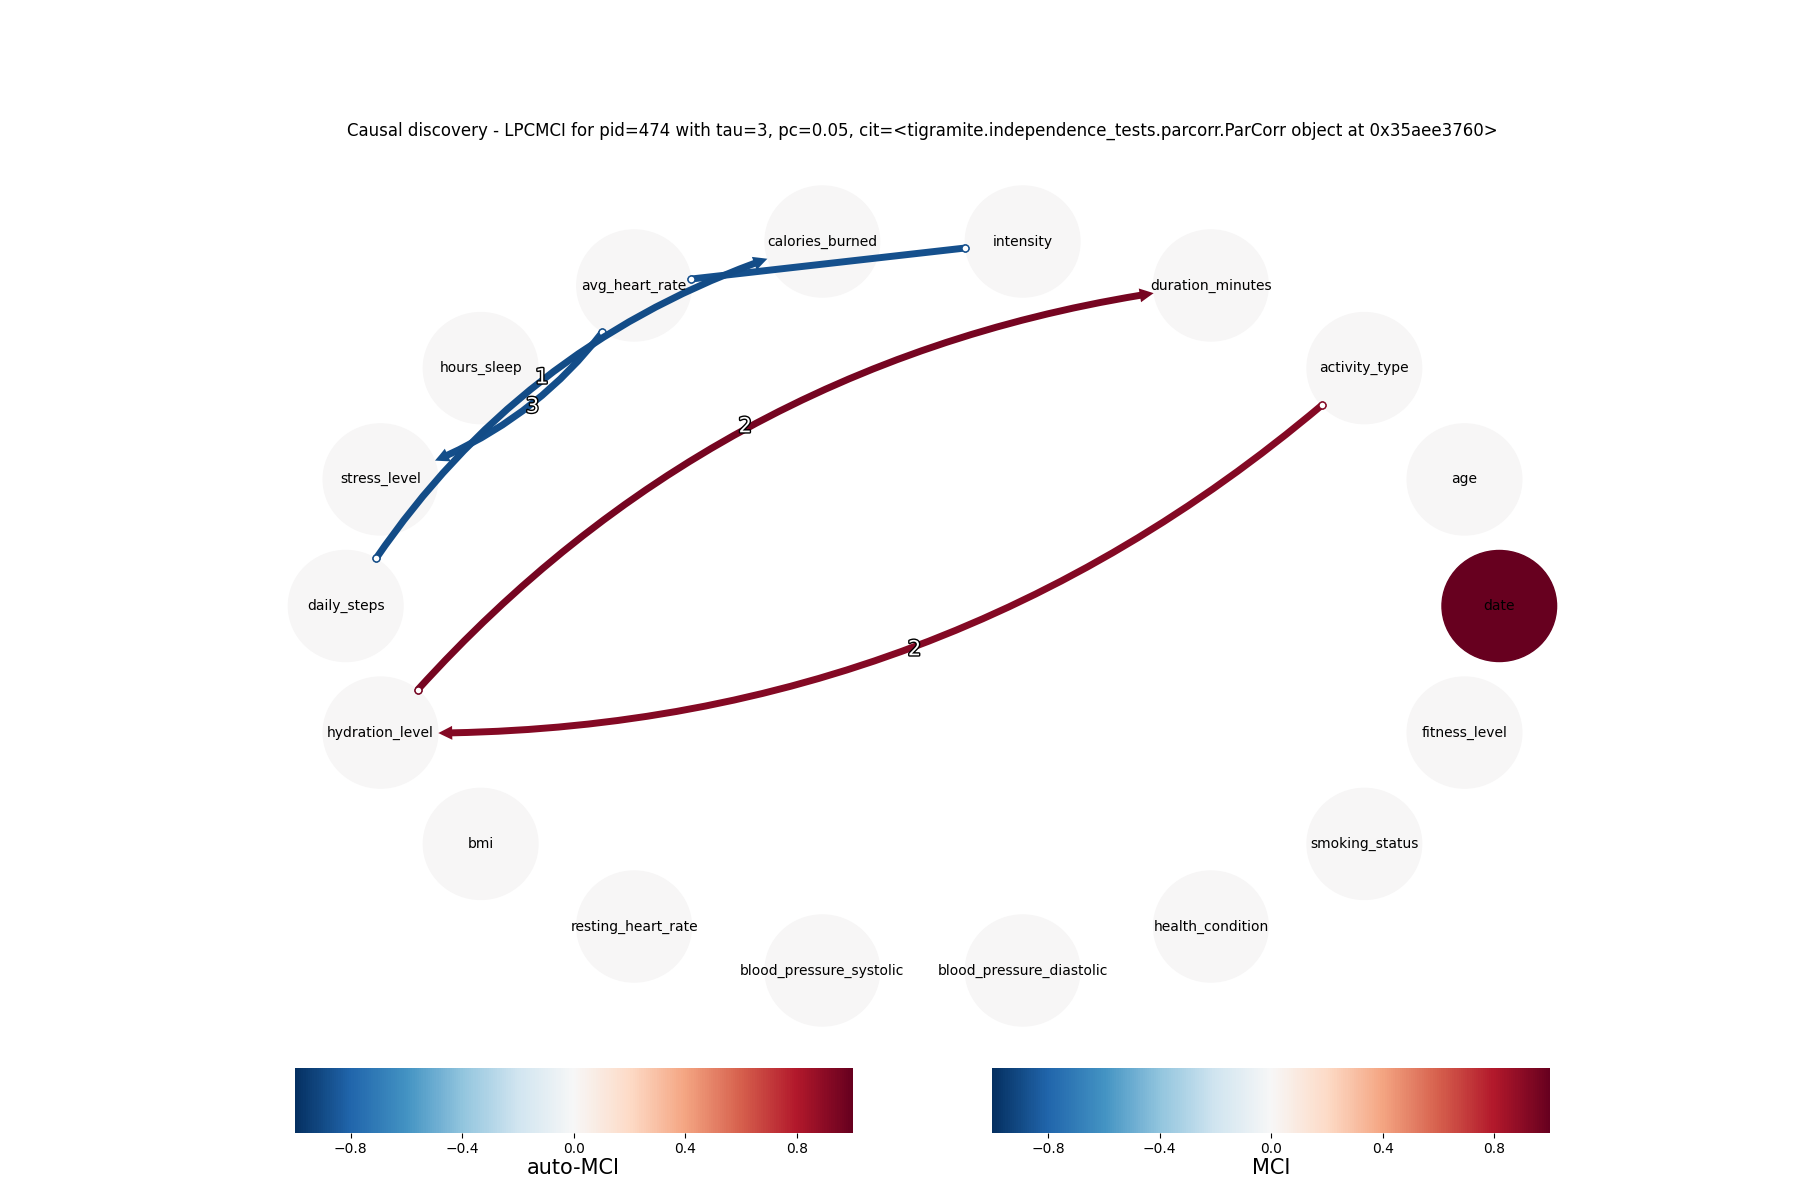 Causal discovery - LPCMCI for pid=474 with tau=3, pc=0.05, cit=<tigramite.independence_tests.parcorr.ParCorr object at 0x35aee3760>
calories_burned
intensity
avg_heart_rate
duration_minutes
hours_sleep
activity_type
1
3
2
stress_level
age
daily_steps
date
2
hydration_level
fitness_level
bmi
smoking_status
resting_heart_rate
health_condition
blood_pressure_systolic
blood_pressure_diastolic
−0.8 −0.4 0.0 0.4 0.8
auto-MCI
−0.8 −0.4 0.0 0.4 0.8
MCI